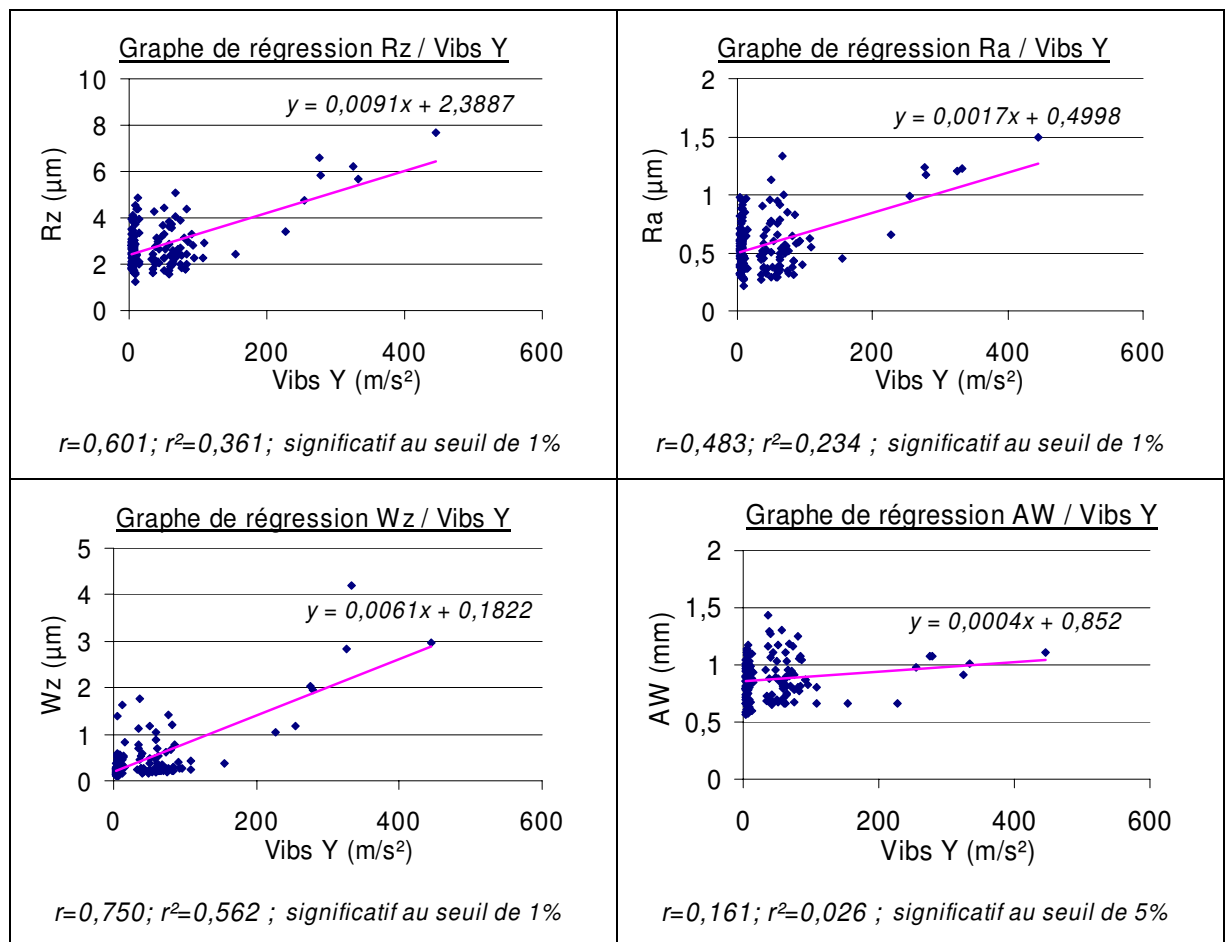 Graphe de régression Rz / Vibs Y
10
8
6
4
2
0
Rz (µm)
y = 0,0091x + 2,3887
0 200 400 600
Vibs Y (m/s²)
r=0,601; r²=0,361; significatif au seuil de 1%
Graphe de régression Ra / Vibs Y
2
1,5
1
0,5
0
Ra (µm)
y = 0,0017x + 0,4998
0 200 400 600
Vibs Y (m/s²)
r=0,483; r²=0,234 ; significatif au seuil de 1%
Graphe de régression Wz / Vibs Y
5
4
3
2
1
0
Wz (µm)
y = 0,0061x + 0,1822
0 200 400 600
Vibs Y (m/s²)
r=0,750; r²=0,562 ; significatif au seuil de 1%
Graphe de régression AW / Vibs Y
2
1,5
1
0,5
0
AW (mm)
y = 0,0004x + 0,852
0 200 400 600
Vibs Y (m/s²)
r=0,161; r²=0,026 ; significatif au seuil de 5%